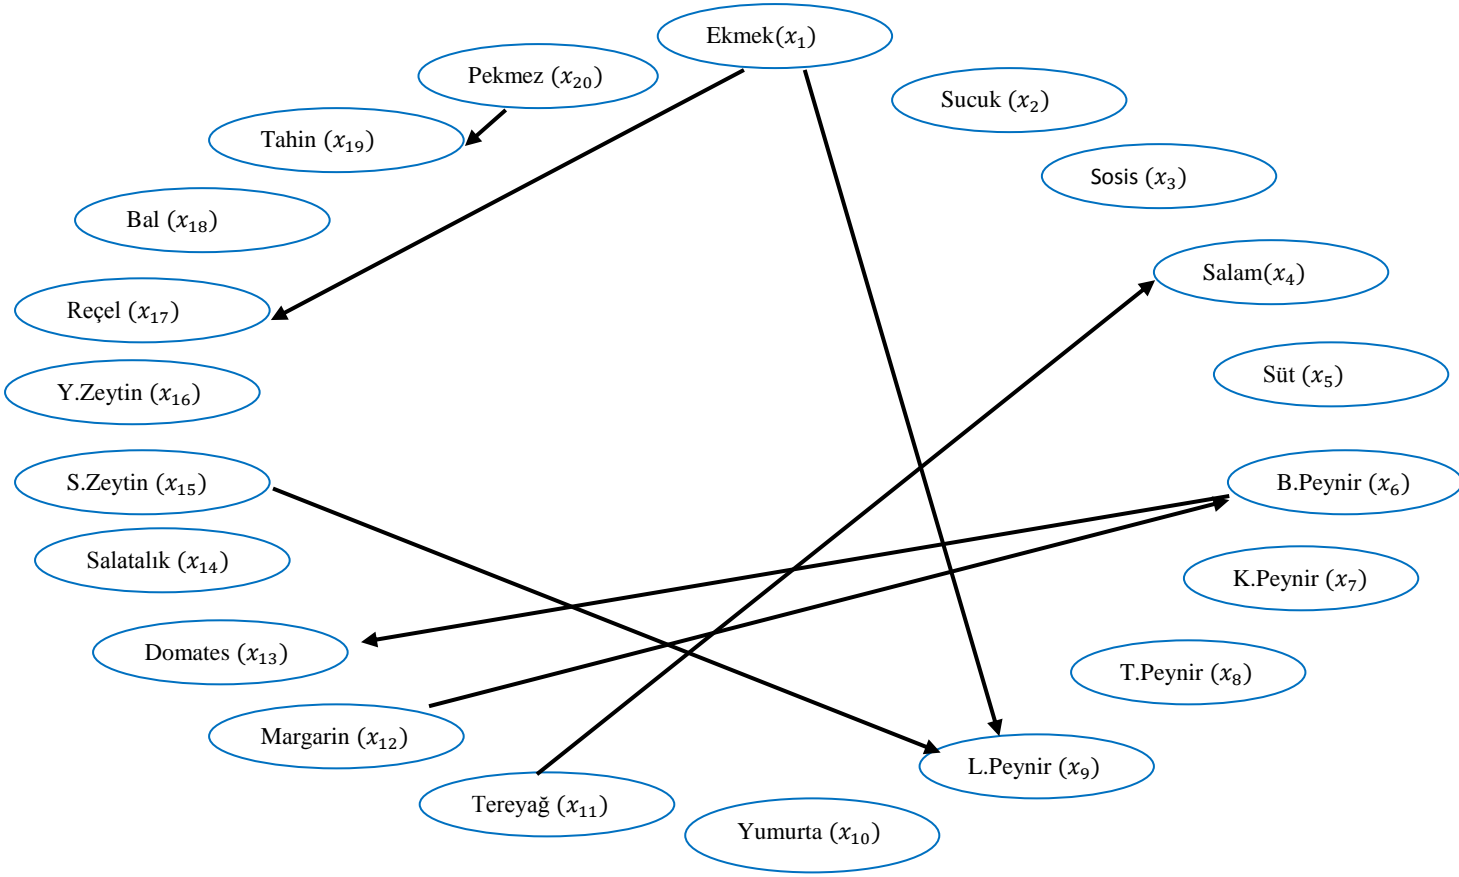 Ekmek(x₁)
Pekmez (x₂₀)
Sucuk (x₂)
Tahin (x₁₉)
Sosis (x₃)
Bal (x₁₈)
Salam(x₄)
Reçel (x₁₇)
Süt (x₅)
Y.Zeytin (x₁₆)
S.Zeytin (x₁₅)
B.Peynir (x₆)
Salatalık (x₁₄)
K.Peynir (x₇)
Domates (x₁₃)
T.Peynir (x₈)
Margarin (x₁₂)
L.Peynir (x₉)
Tereyağ (x₁₁)
Yumurta (x₁₀)